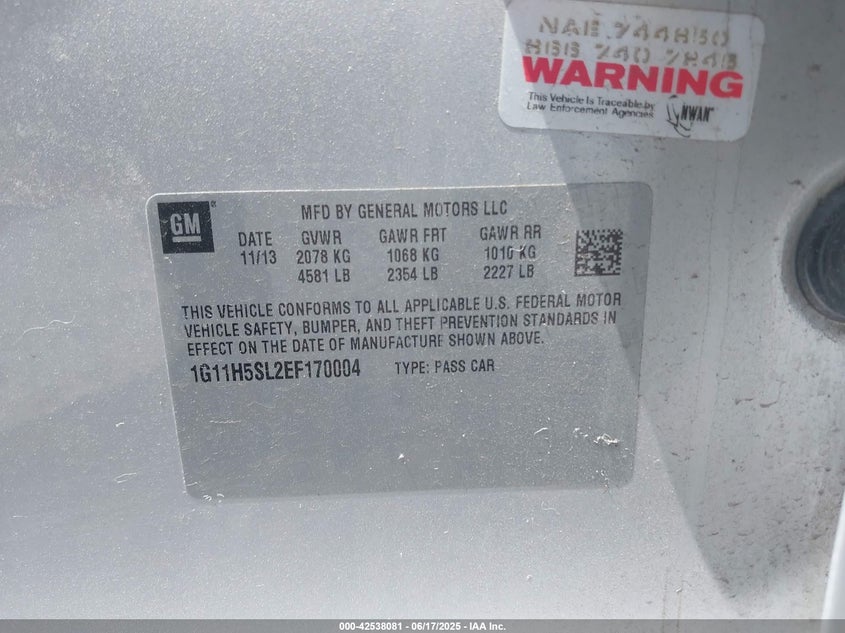 NAE 744850
866 740 7848
WARNING
This Vehicle Is Traceable by
Law Enforcement Agencies
NWAN
GM
MFD BY GENERAL MOTORS LLC
DATE GVWR GAWR FRT GAWR RR
11/13 2078 KG 1068 KG 1010 KG
4581 LB 2354 LB 2227 LB
THIS VEHICLE CONFORMS TO ALL APPLICABLE U.S. FEDERAL MOTOR
VEHICLE SAFETY, BUMPER, AND THEFT PREVENTION STANDARDS IN
EFFECT ON THE DATE OF MANUFACTURE SHOWN ABOVE.
1G11H5SL2EF170004 TYPE: PASS CAR
000-42538081 - 06/17/2025 - IAA Inc.